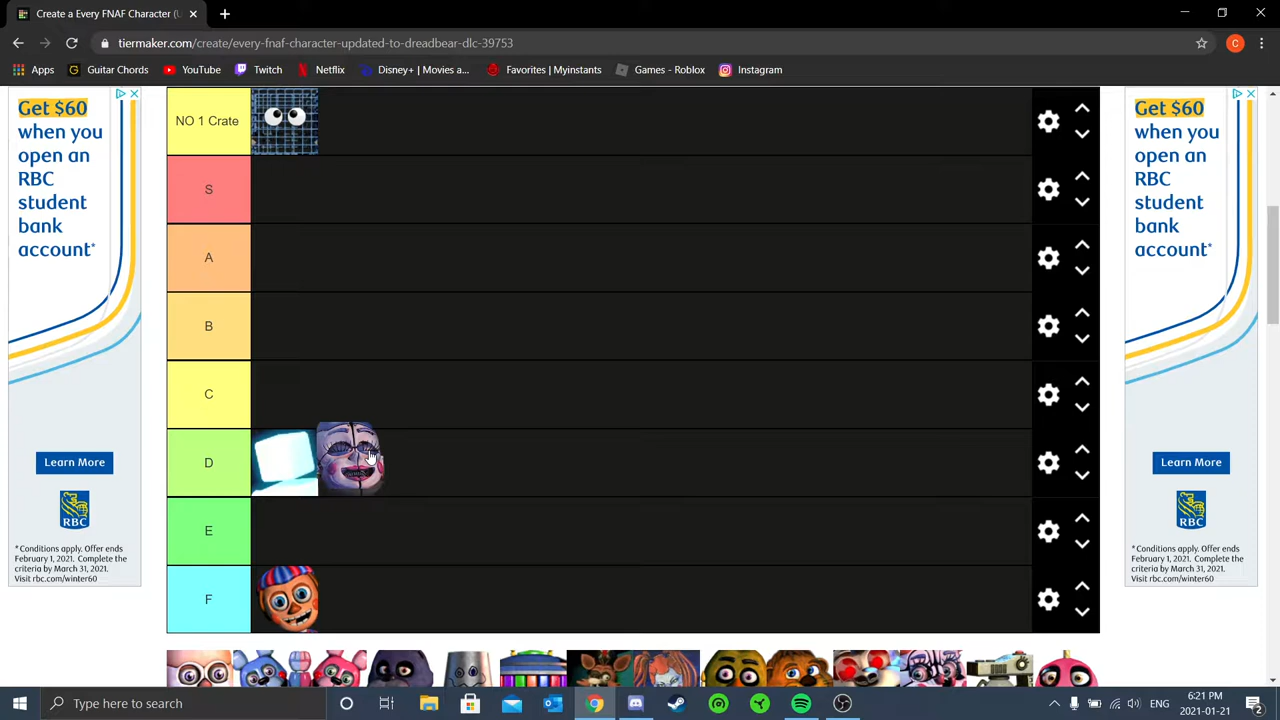 Create a Every FNAF Character (
tiermaker.com/create/every-fnaf-character-updated-to-dreadbear-dlc-39753
C
Apps
Guitar Chords
YouTube
Twitch
Netflix
Disney+ | Movies a...
Favorites | Myinstants
Games - Roblox
Instagram
Get $60
when you
open an
RBC
student
bank
account*
Learn More
RBC
*Conditions apply. Offer ends
February 1, 2021. Complete the
criteria by March 31, 2021.
Visit rbc.com/winter60
NO 1 Crate
S
A
B
C
D
E
F
Get $60
when you
open an
RBC
student
bank
account*
Learn More
RBC
*Conditions apply. Offer ends
February 1, 2021. Complete the
criteria by March 31, 2021.
Visit rbc.com/winter60
Type here to search
ENG
6:21 PM
2021-01-21
2